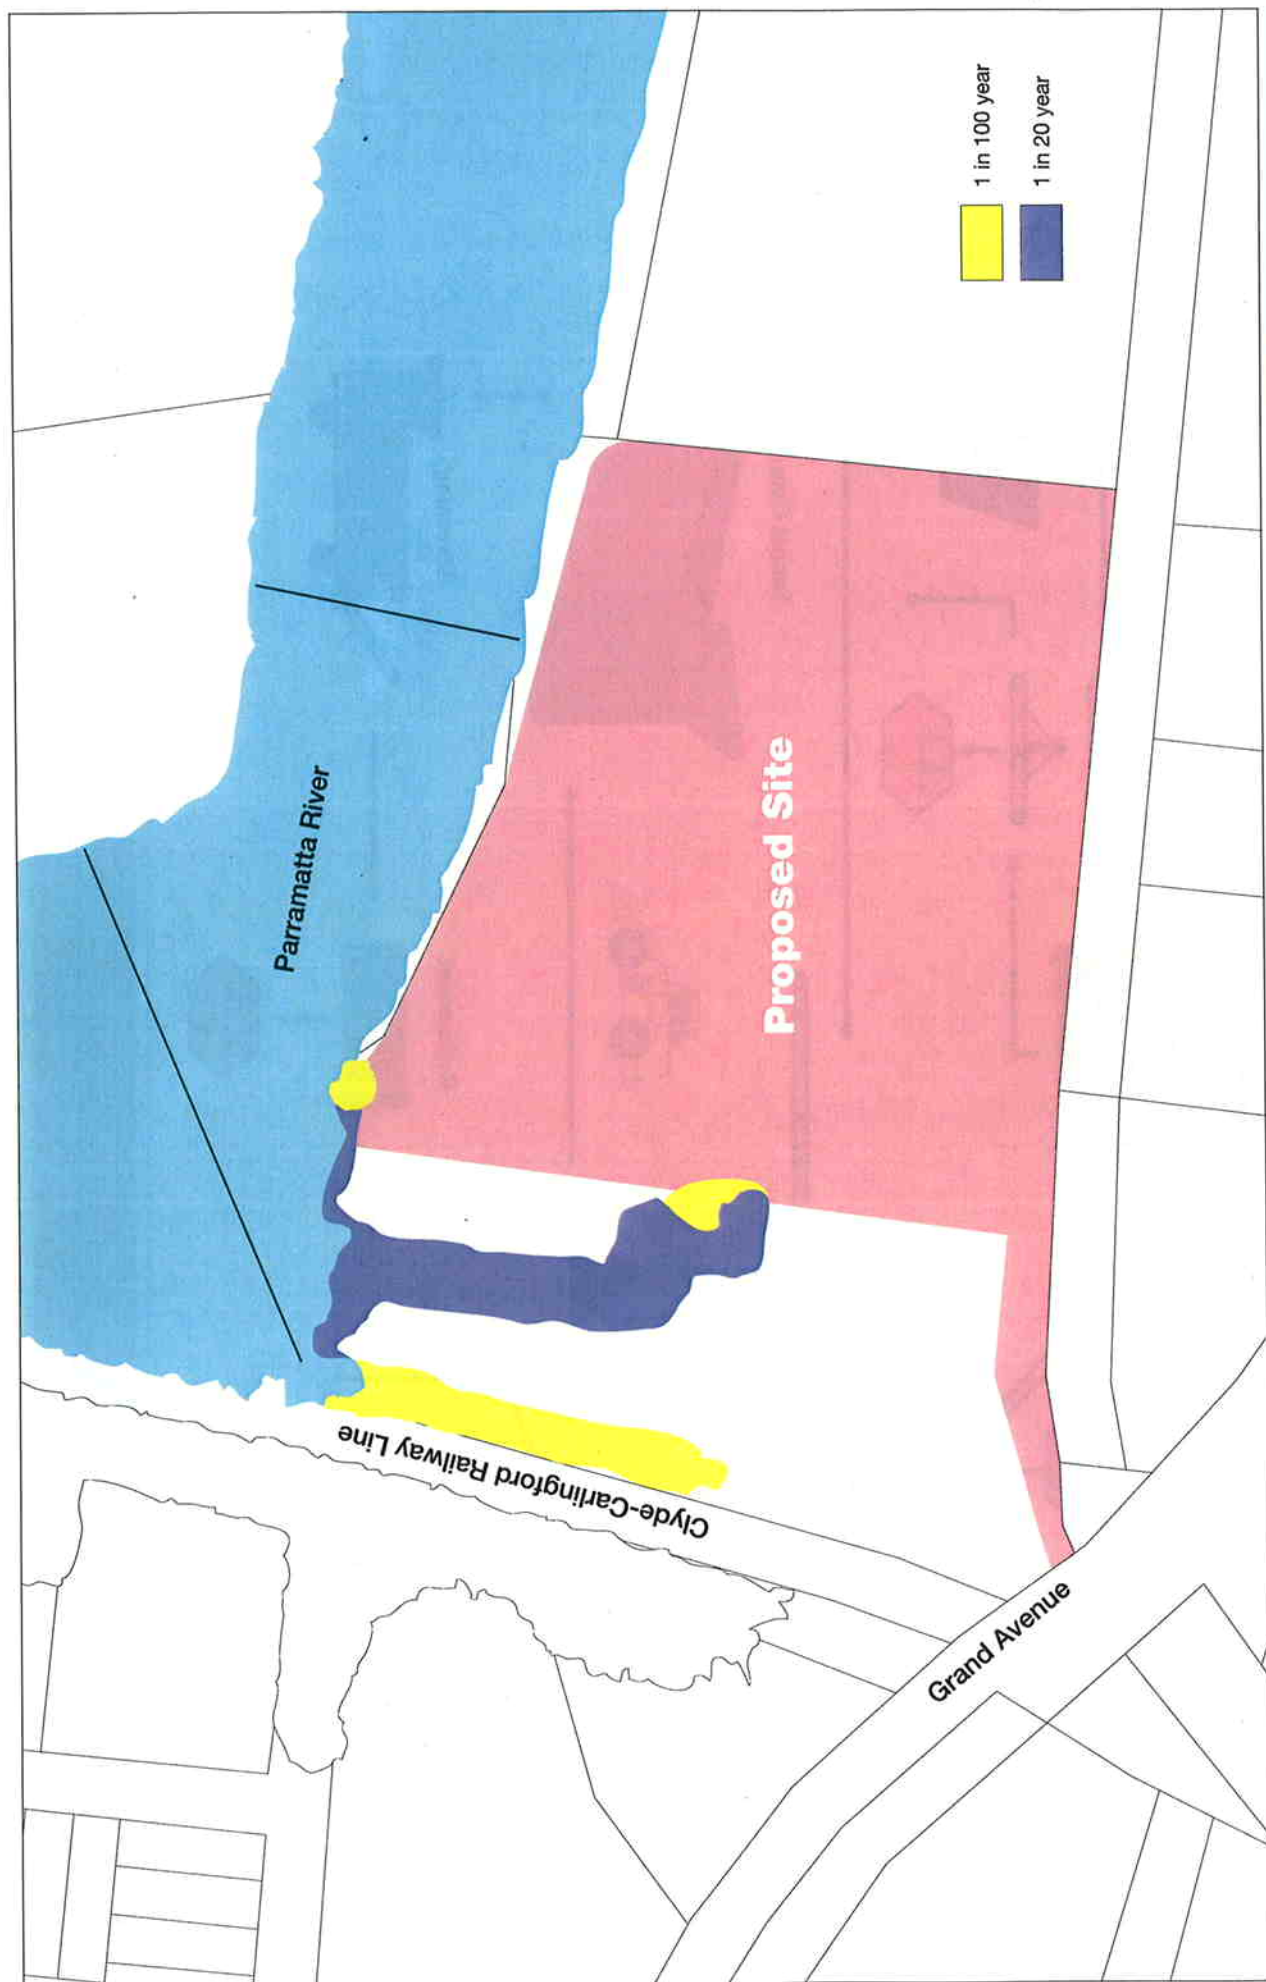 Parramatta River
Proposed Site
Clyde-Carlingford Railway Line
Grand Avenue
1 in 100 year
1 in 20 year